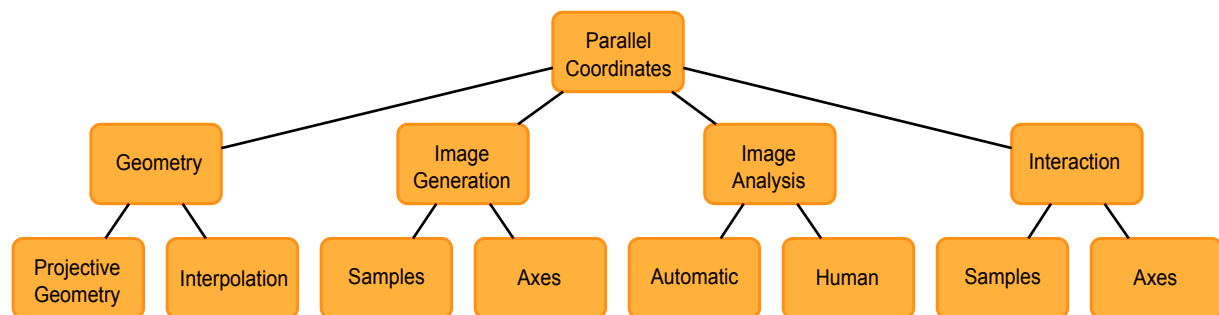 Parallel
Coordinates
Geometry
Image
Generation
Image
Analysis
Interaction
Projective
Geometry
Interpolation
Samples
Axes
Automatic
Human
Samples
Axes